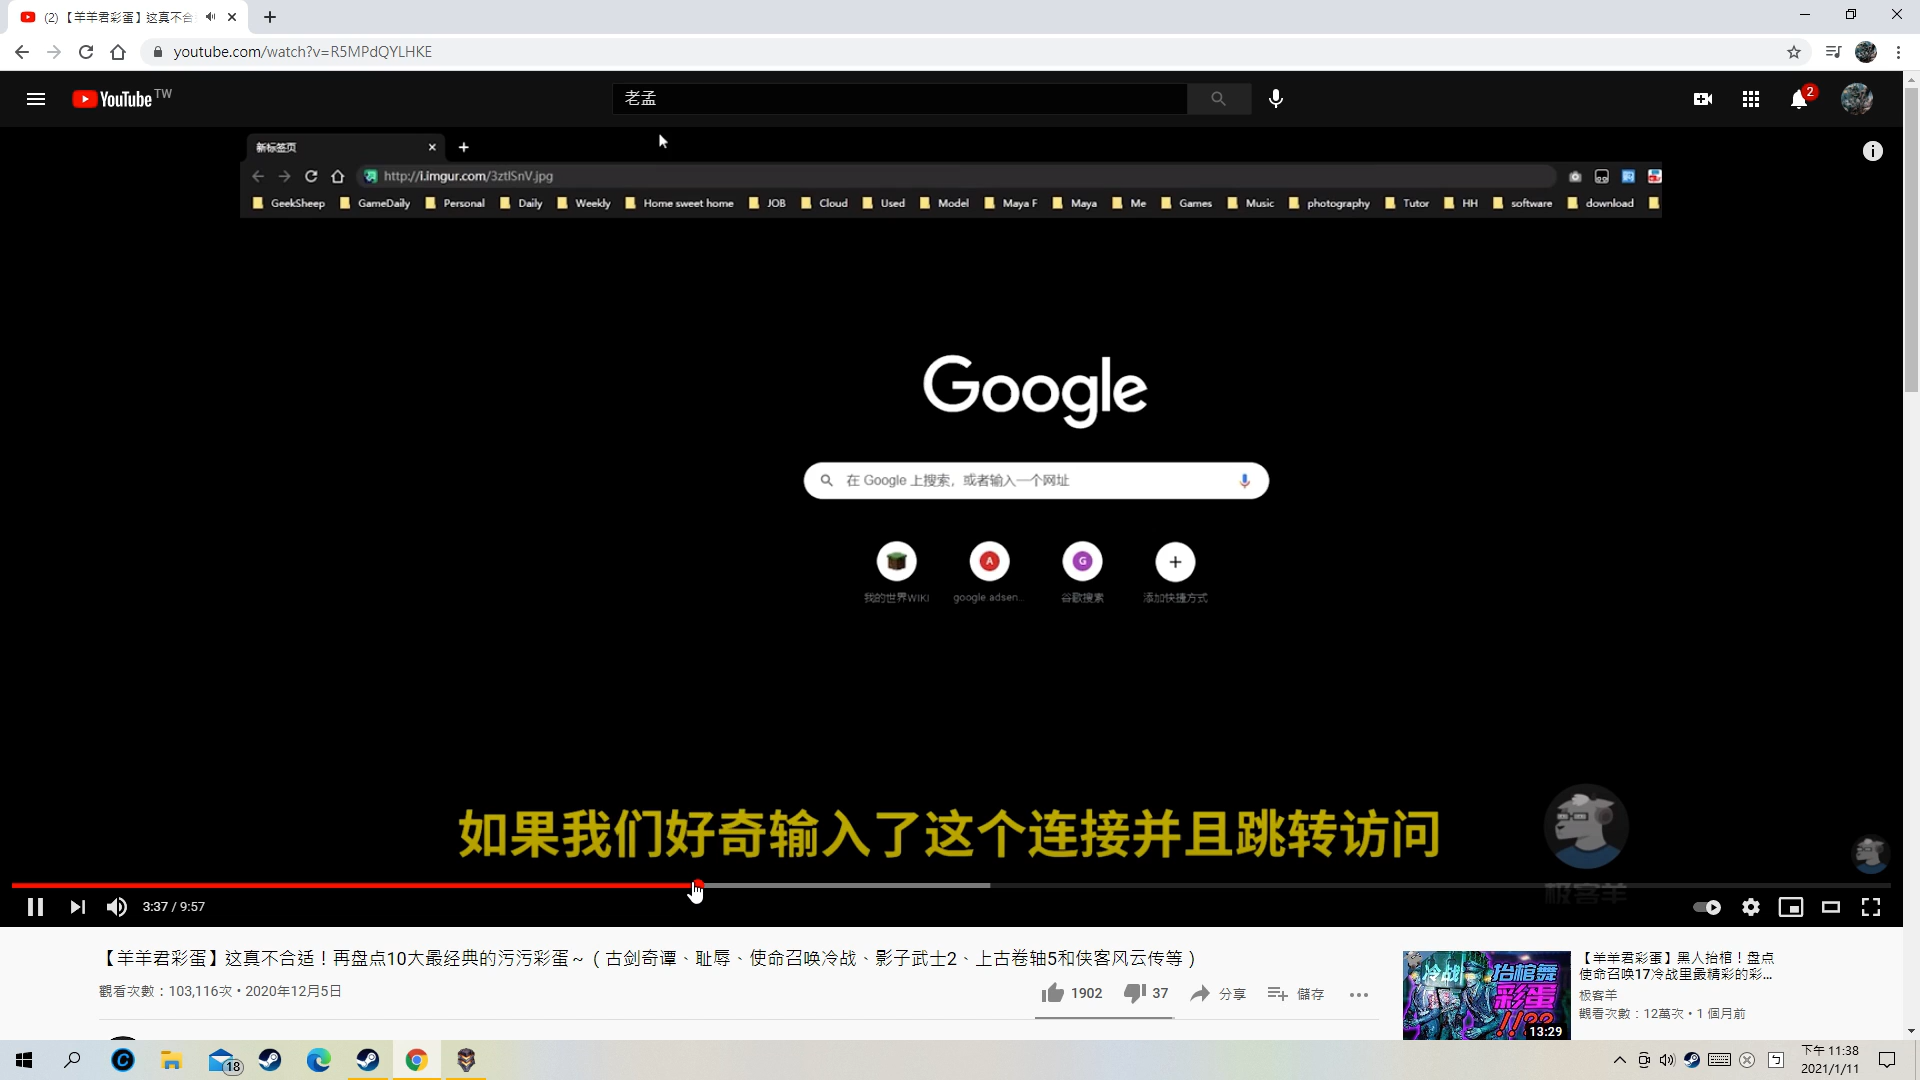 (2)【羊羊君彩蛋】这真不合
youtube.com/watch?v=R5MPdQYLHKE
YouTube TW
老孟
2
新标签页
http://i.imgur.com/3ztlSnV.jpg
GeekSheep GameDaily Personal Daily Weekly Home sweet home JOB Cloud Used Model Maya F Maya Me Games Music photography Tutor HH software download
Google
在 Google 上搜索，或者输入一个网址
A G
我的世界WIKI google adsen... 谷歌搜索 添加快捷方式
如果我们好奇输入了这个连接并且跳转访问
极客羊
3:37 / 9:57
【羊羊君彩蛋】这真不合适！再盘点10大最经典的污污彩蛋～（古剑奇谭、耻辱、使命召唤冷战、影子武士2、上古卷轴5和侠客风云传等）
觀看次數：103,116次・2020年12月5日
1902 37 分享 儲存
冷战 抬棺舞
彩蛋
!!??
13:29
【羊羊君彩蛋】黑人抬棺！盘点
使命召唤17冷战里最精彩的彩...
极客羊
觀看次數：12萬次・1 個月前
18
下午 11:38
2021/1/11